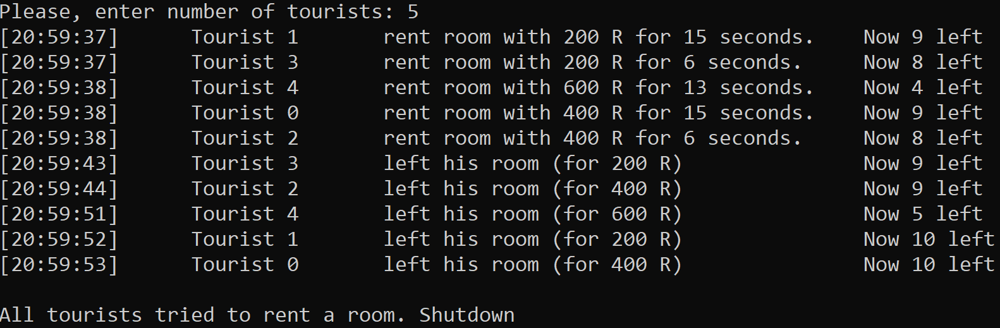 Please, enter number of tourists: 5
[20:59:37]      Tourist 1       rent room with 200 R for 15 seconds.    Now 9 left
[20:59:37]      Tourist 3       rent room with 200 R for 6 seconds.     Now 8 left
[20:59:38]      Tourist 4       rent room with 600 R for 13 seconds.    Now 4 left
[20:59:38]      Tourist 0       rent room with 400 R for 15 seconds.    Now 9 left
[20:59:38]      Tourist 2       rent room with 400 R for 6 seconds.     Now 8 left
[20:59:43]      Tourist 3       left his room (for 200 R)               Now 9 left
[20:59:44]      Tourist 2       left his room (for 400 R)               Now 9 left
[20:59:51]      Tourist 4       left his room (for 600 R)               Now 5 left
[20:59:52]      Tourist 1       left his room (for 200 R)               Now 10 left
[20:59:53]      Tourist 0       left his room (for 400 R)               Now 10 left
All tourists tried to rent a room. Shutdown